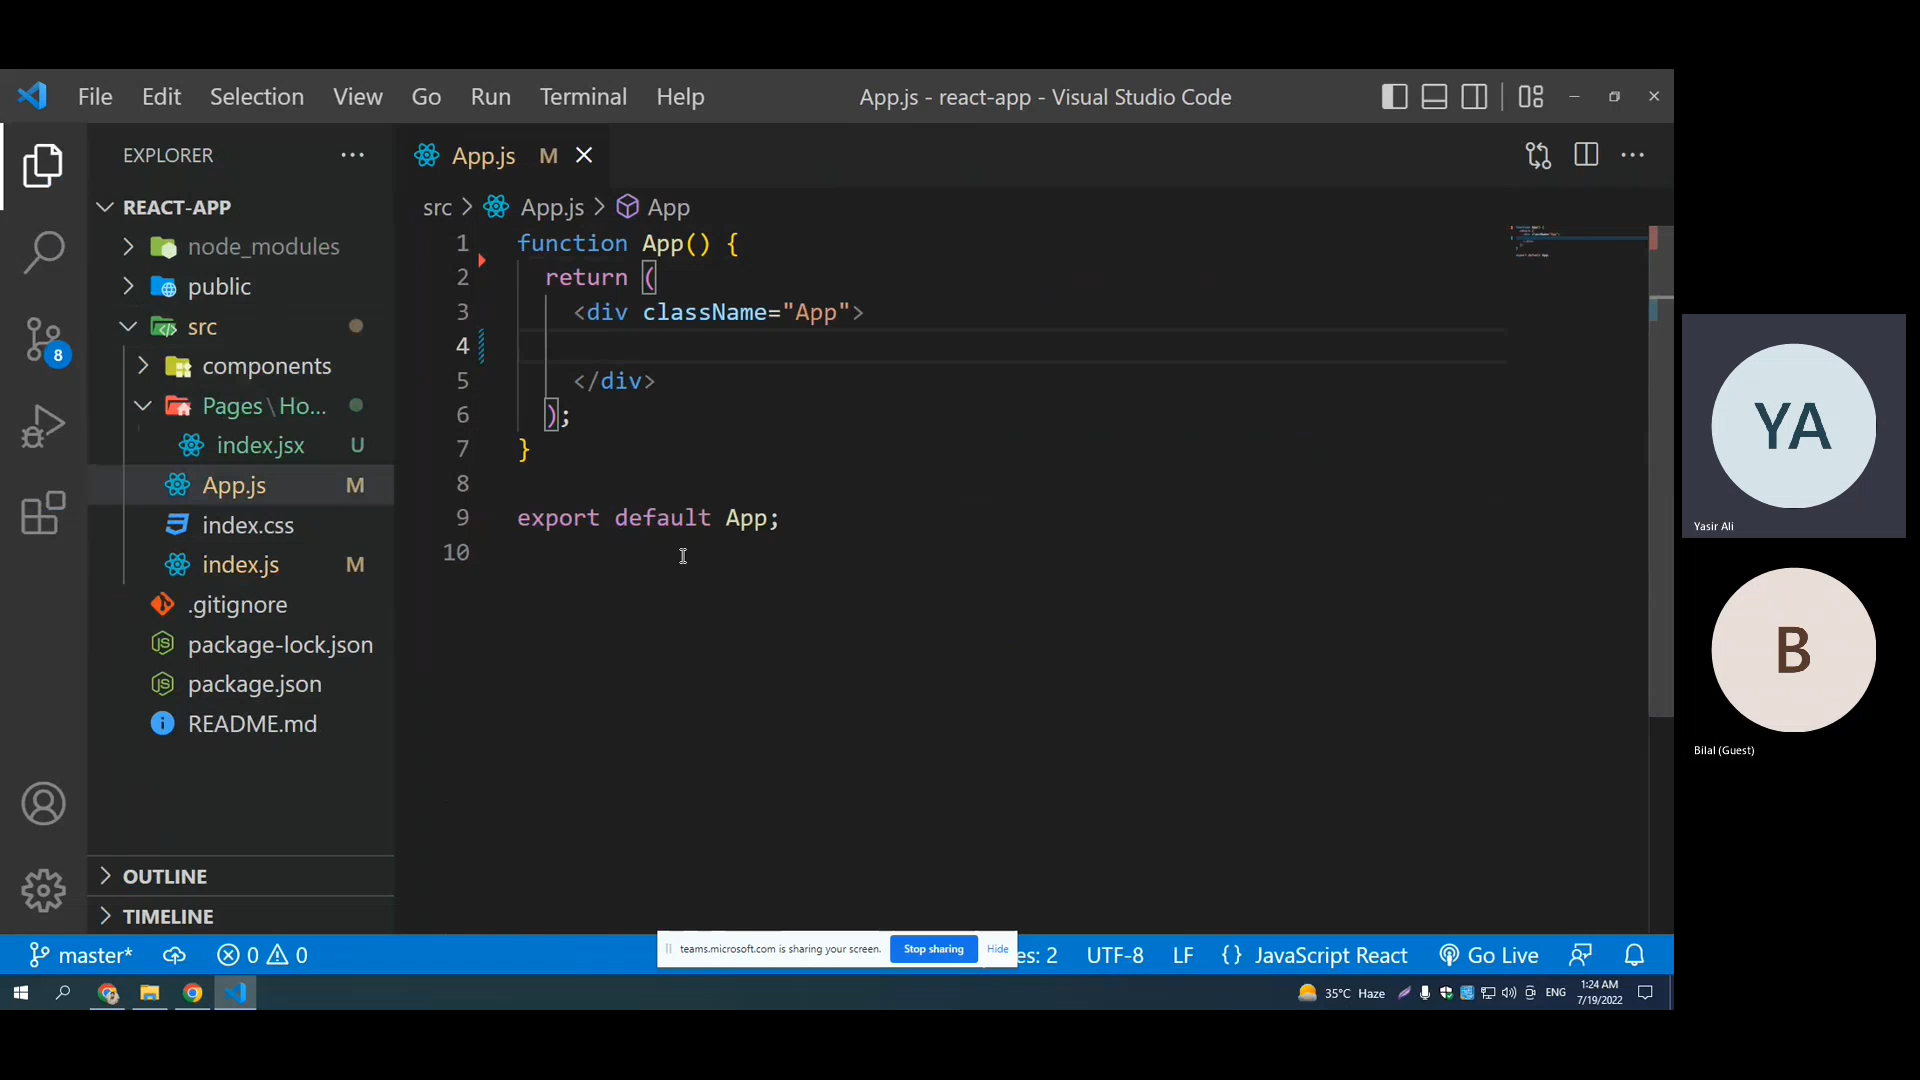 File Edit Selection View Go Run Terminal Help App.js - react-app - Visual Studio Code
EXPLORER
REACT-APP
node_modules
public
src
components
Pages\Ho...
index.jsx U
App.js M
index.css
index.js M
.gitignore
package-lock.json
package.json
README.md
OUTLINE
TIMELINE
App.js M
src > App.js > App
1 function App() {
2 return (
3 <div className="App">
4
5 </div>
6 );
7 }
8
9 export default App;
10
8
YA
Yasir Ali
B
Bilal (Guest)
master* 0 0
teams.microsoft.com is sharing your screen. Stop sharing Hide
es: 2 UTF-8 LF {} JavaScript React Go Live
35°C Haze ENG
1:24 AM
7/19/2022